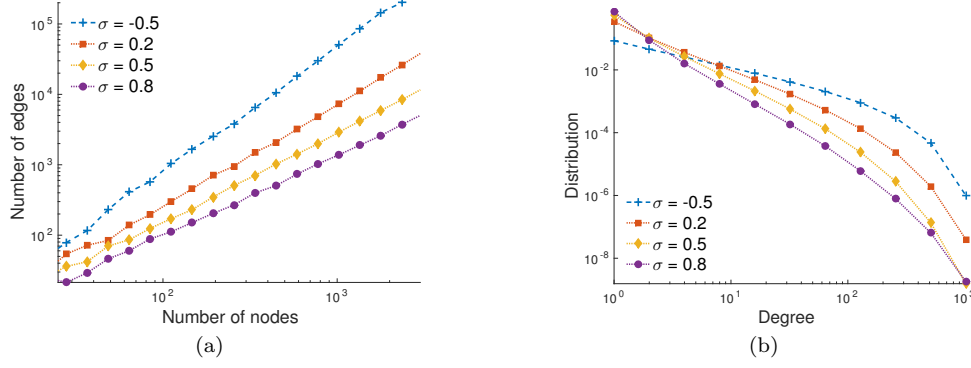 10^5
10^4
10^3
10^2
Number of edges
σ = -0.5
σ = 0.2
σ = 0.5
σ = 0.8
10^2
10^3
Number of nodes
(a)
10^-2
10^-4
10^-6
10^-8
Distribution
σ = -0.5
σ = 0.2
σ = 0.5
σ = 0.8
10^0
10^1
10^2
Degree
(b)